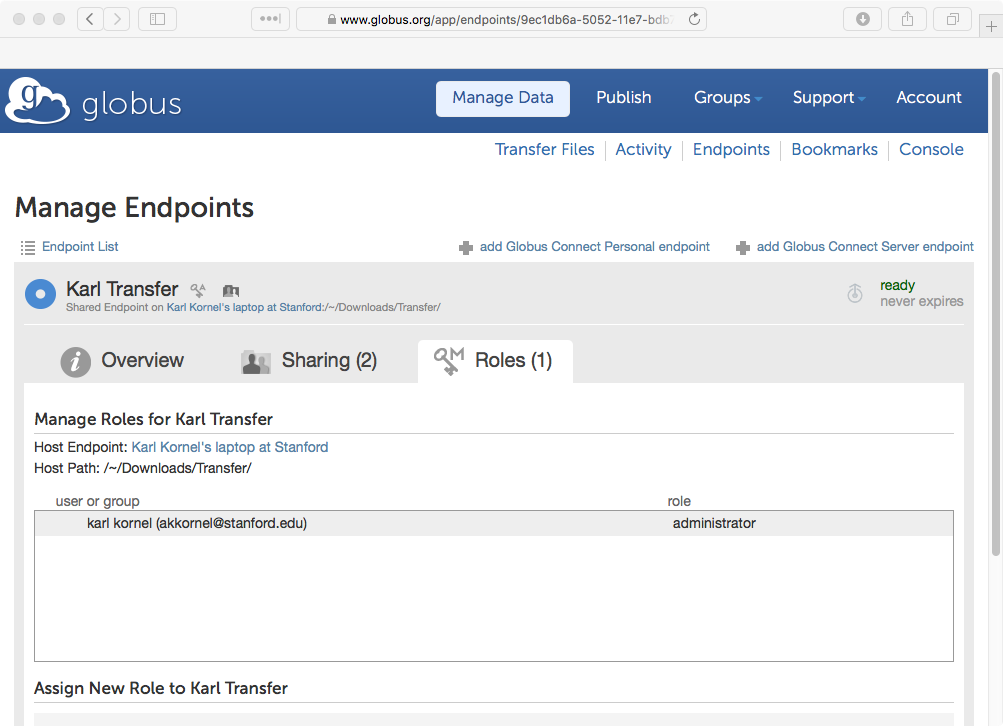 www.globus.org/app/endpoints/9ec1db6a-5052-11e7-bdb
globus
Manage Data Publish Groups Support Account
Transfer Files Activity Endpoints Bookmarks Console
Manage Endpoints
Endpoint List add Globus Connect Personal endpoint add Globus Connect Server endpoint
Karl Transfer
ready
Shared Endpoint on Karl Kornel's laptop at Stanford:/~/Downloads/Transfer/
never expires
Overview Sharing (2) Roles (1)
Manage Roles for Karl Transfer
Host Endpoint: Karl Kornel's laptop at Stanford
Host Path: /~/Downloads/Transfer/
user or group role
karl kornel (akkornel@stanford.edu) administrator
Assign New Role to Karl Transfer